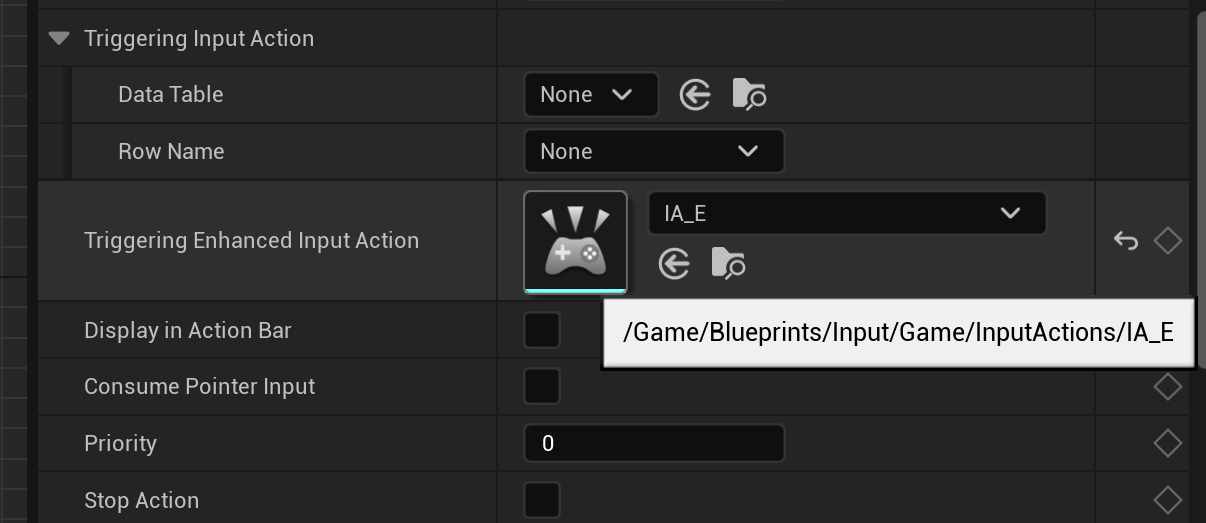 Triggering Input Action
Data Table
None
Row Name
None
Triggering Enhanced Input Action
IA_E
/Game/Blueprints/Input/Game/InputActions/IA_E
Display in Action Bar
Consume Pointer Input
Priority
0
Stop Action